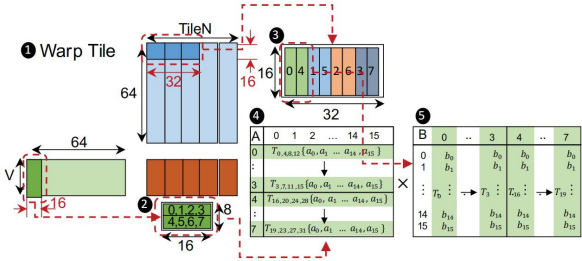 TileN
1 Warp Tile
32
16
64
3
16
0 4 1 5 2 6 3 7
32
64
V
16
2
0,1,2,3
4,5,6,7
8
16
4
A 0 1 2 ... 14 15
0 T0,4,8,12{a0, a1 ... a14, a15}
:
3 T3,7,11,15{a0, a1 ... a14, a15}
4 T16,20,24,28{a0, a1 ... a14, a15}
:
7 T19,23,27,31{a0, a1 ... a14, a15}
×
5
B 0 .. 3 4 .. 7
0 b0 b0 b0 b0
1 b1 b1 b1 b1
: T0 ⋮ ... T3 ⋮ T16 ⋮ ... T19 ⋮
14 b14 b14 b14 b14
15 b15 b15 b15 b15